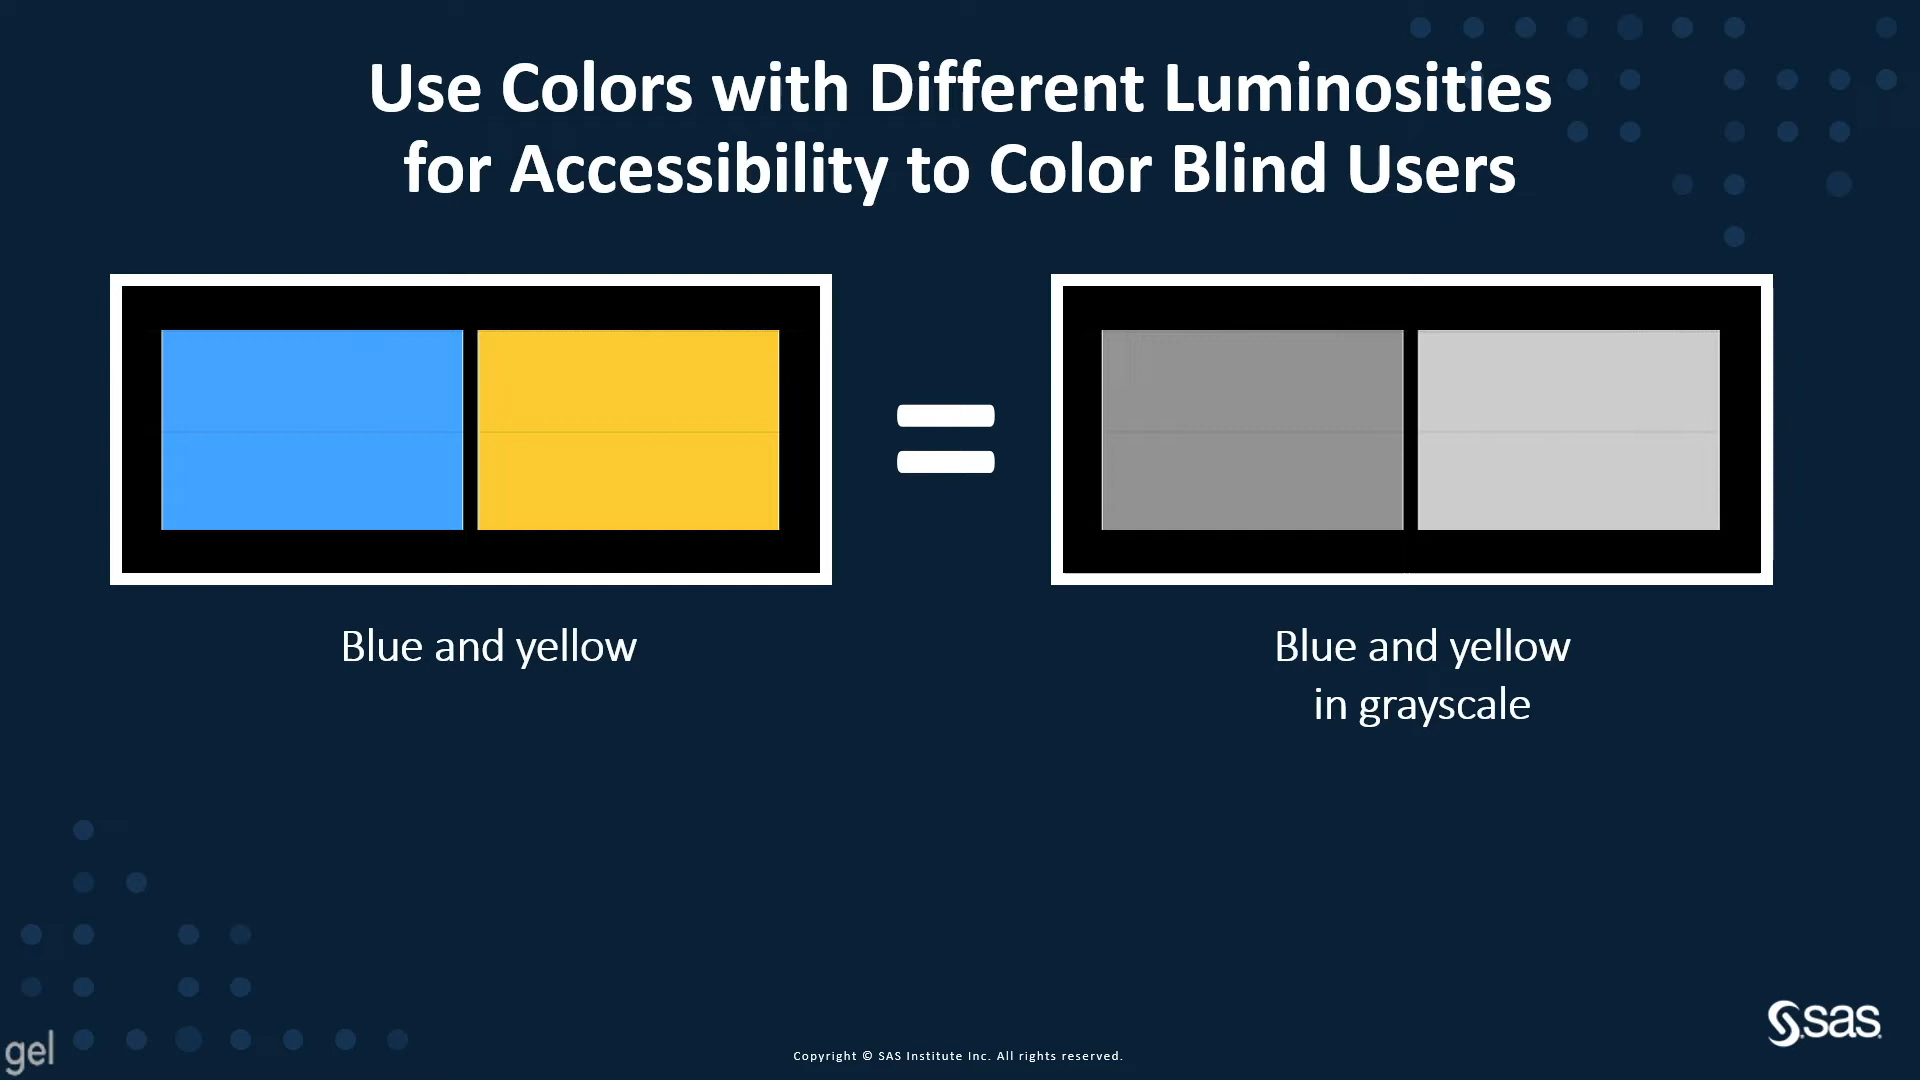 Use Colors with Different Luminosities
for Accessibility to Color Blind Users
Blue and yellow
Blue and yellow
in grayscale
gel
Copyright © SAS Institute Inc. All rights reserved.
sas